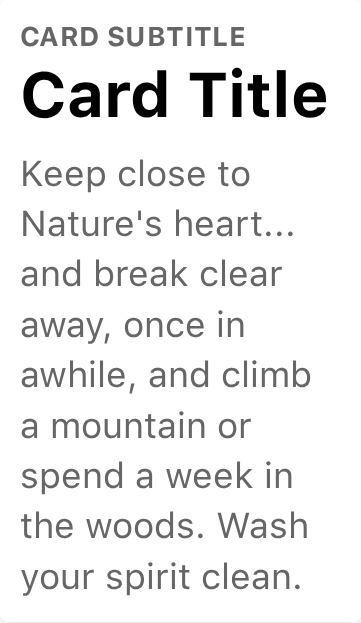 CARD SUBTITLE
Card Title
Keep close to
Nature's heart...
and break clear
away, once in
awhile, and climb
a mountain or
spend a week in
the woods. Wash
your spirit clean.